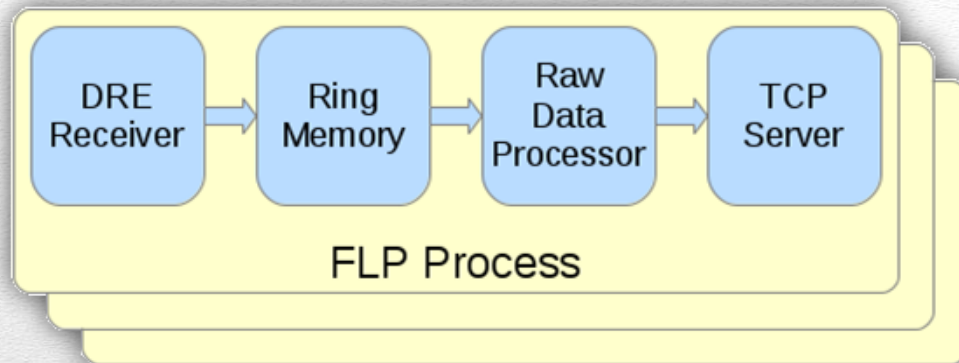 DRE
Receiver
Ring
Memory
Raw
Data
Processor
TCP
Server
FLP Process